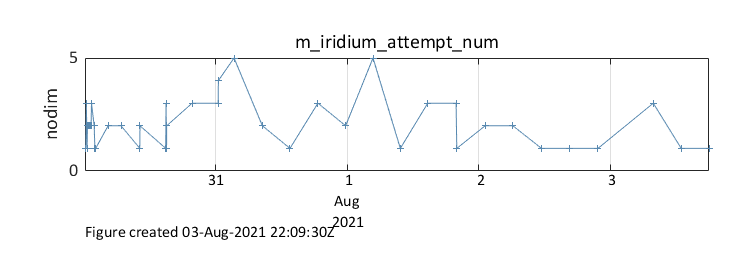 m_iridium_attempt_num
5
nodim
0
31 1 2 3
Aug
2021
Figure created 03-Aug-2021 22:09:30Z